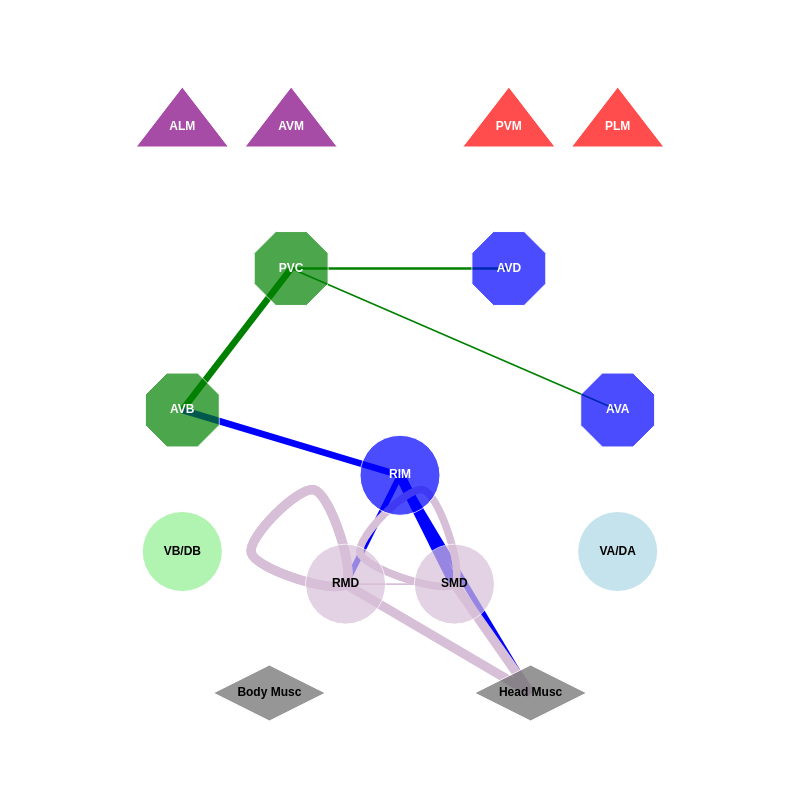 ALM
AVM
PVM
PLM
PVC
AVD
AVB
AVA
RIM
VB/DB
VA/DA
RMD
SMD
Body Musc
Head Musc